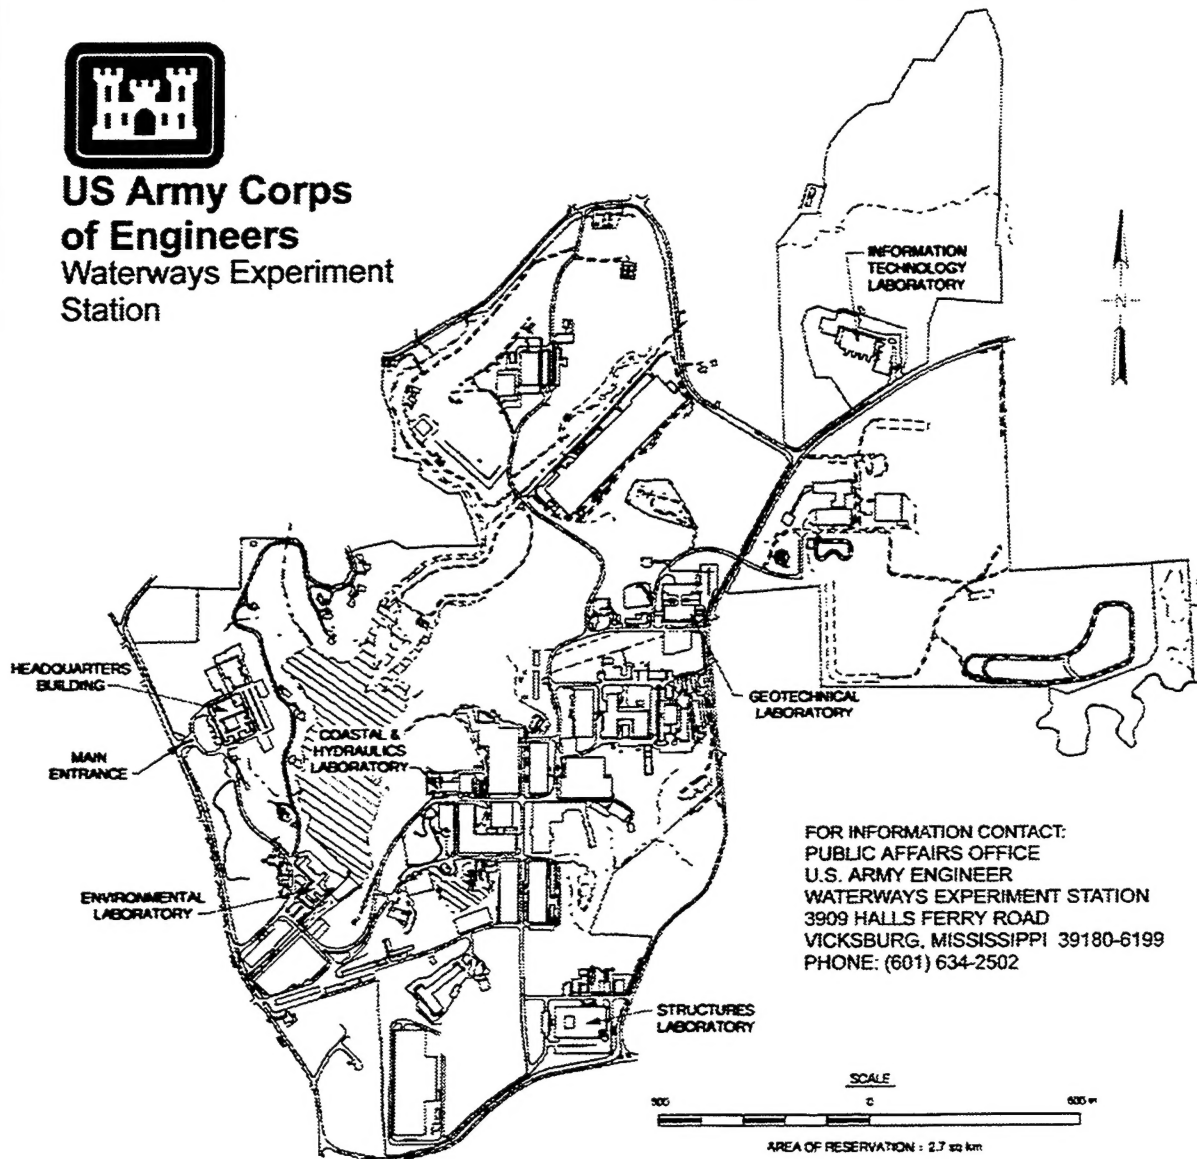 US Army Corps
of Engineers
Waterways Experiment
Station
INFORMATION
TECHNOLOGY
LABORATORY
N
HEADQUARTERS
BUILDING
GEOTECHNICAL
LABORATORY
COASTAL &
HYDRAULICS
LABORATORY
MAIN
ENTRANCE
FOR INFORMATION CONTACT:
PUBLIC AFFAIRS OFFICE
U.S. ARMY ENGINEER
WATERWAYS EXPERIMENT STATION
3909 HALLS FERRY ROAD
VICKSBURG, MISSISSIPPI 39180-6199
PHONE: (601) 634-2502
ENVIRONMENTAL
LABORATORY
STRUCTURES
LABORATORY
SCALE
0
AREA OF RESERVATION : 2.7 sq km